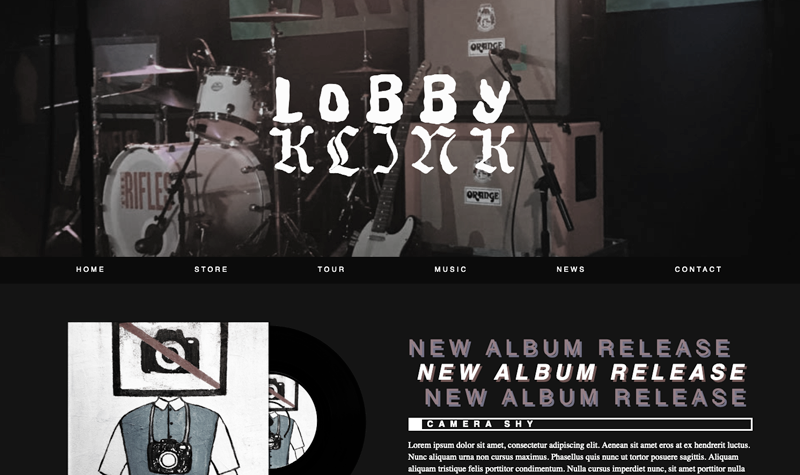 ORANGE
LOBBY
KLINK
RIFLES
ORANGE
HOME STORE TOUR MUSIC NEWS CONTACT
NEW ALBUM RELEASE
NEW ALBUM RELEASE
NEW ALBUM RELEASE
CAMERA SHY
Lorem ipsum dolor sit amet, consectetur adipiscing elit. Aenean sit amet eros at ex hendrerit luctus.
Nunc aliquam urna non cursus maximus. Phasellus quis nunc ut tortor posuere sagittis. Aliquam
aliquam tristique felis porttitor condimentum. Nulla cursus imperdiet nunc, sit amet porttitor nulla